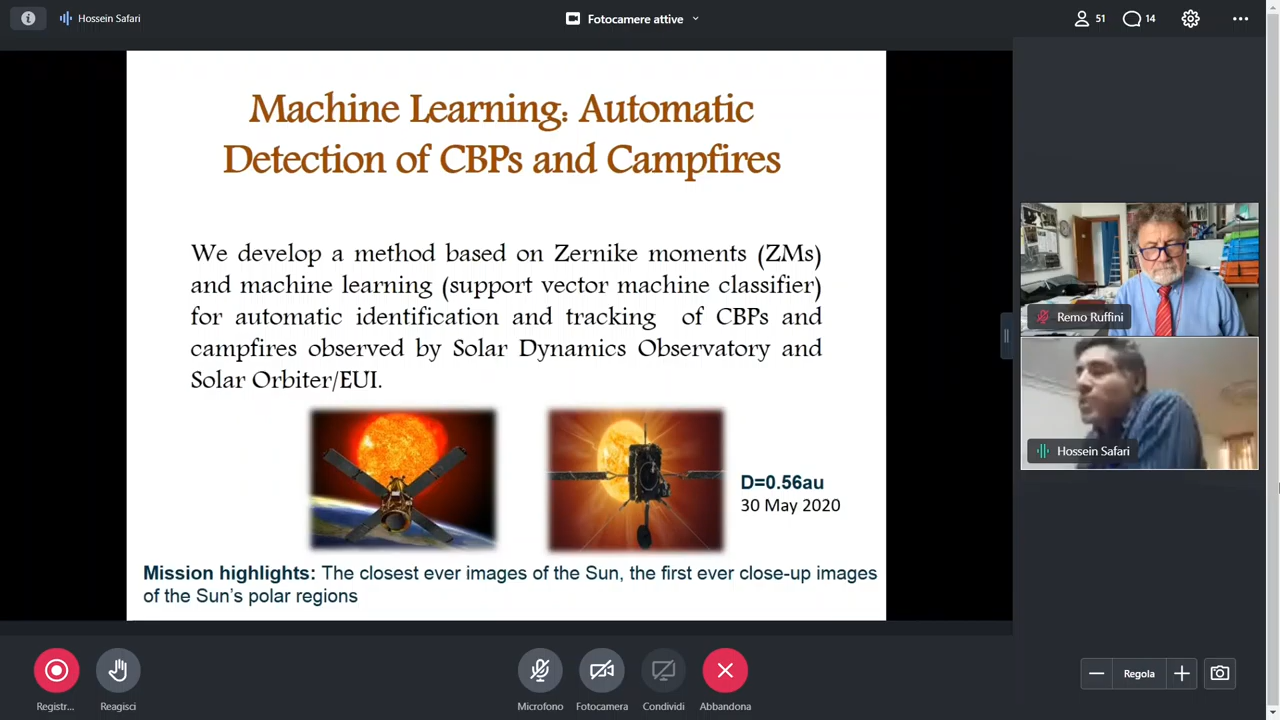 Hossein Safari
Fotocamere attive
51
14
Machine Learning: Automatic
Detection of CBPs and Campfires
We develop a method based on Zernike moments (ZMs)
and machine learning (support vector machine classifier)
for automatic identification and tracking of CBPs and
campfires observed by Solar Dynamics Observatory and
Solar Orbiter/EUI.
D=0.56au
30 May 2020
Mission highlights: The closest ever images of the Sun, the first ever close-up images
of the Sun's polar regions
Remo Ruffini
Hossein Safari
Registr...
Reagisci
Microfono
Fotocamera
Condividi
Abbandona
Regola